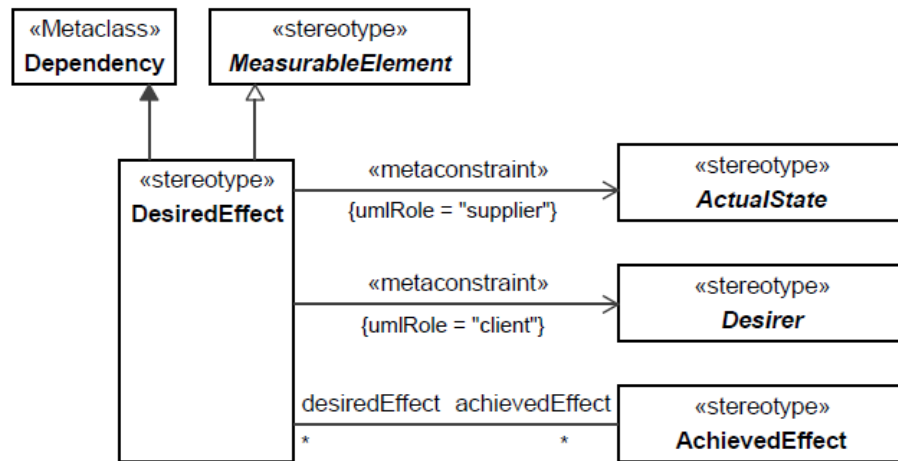 «Metaclass»
Dependency
«stereotype»
MeasurableElement
«stereotype»
DesiredEffect
«metaconstraint»
{umlRole = "supplier"}
«stereotype»
ActualState
«metaconstraint»
{umlRole = "client"}
«stereotype»
Desirer
desiredEffect achievedEffect
* *
«stereotype»
AchievedEffect